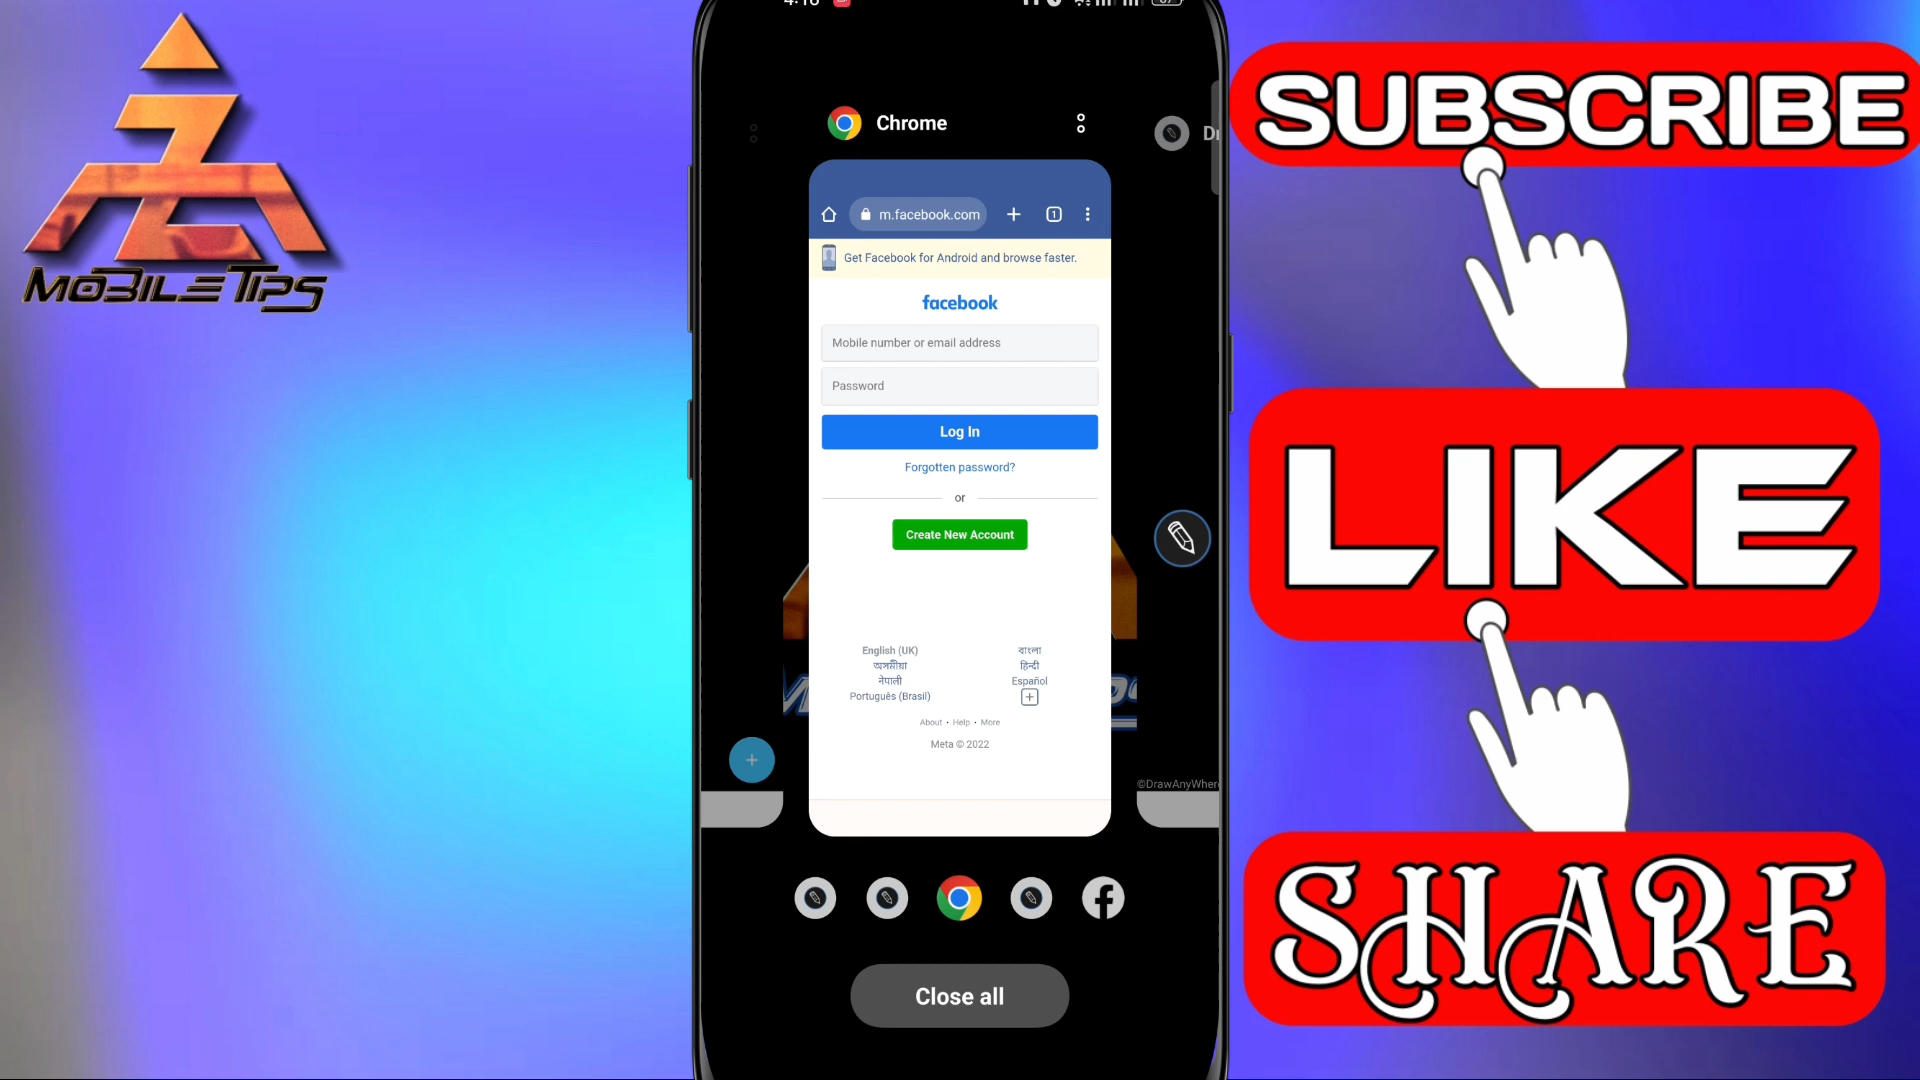 MOBILE TIPS
Chrome
m.facebook.com
1
Get Facebook for Android and browse faster.
facebook
Mobile number or email address
Password
Log In
Forgotten password?
or
Create New Account
English (UK)
বাংলা
অসমীয়া
हिन्दी
नेपाली
Español
Português (Brasil)
About • Help • More
Meta © 2022
©DrawAnyWher
Close all
SUBSCRIBE
LIKE
SHARE